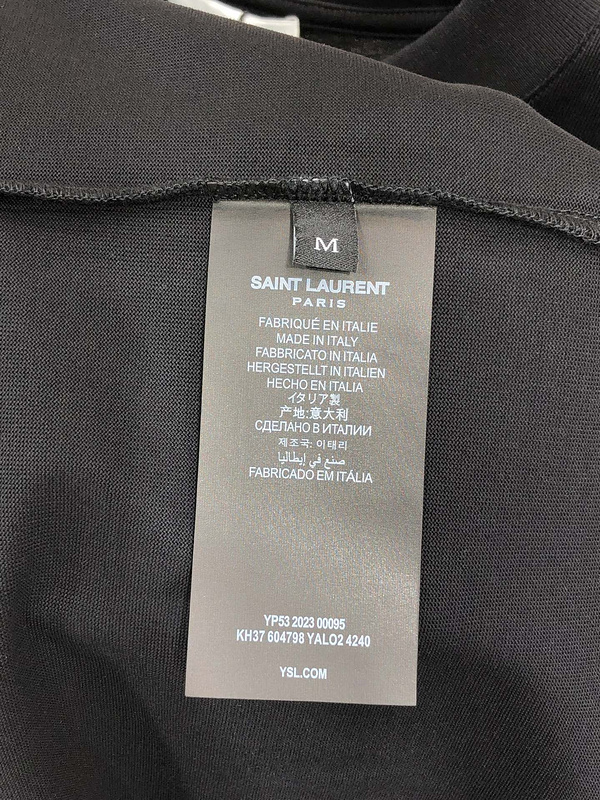 M
SAINT LAURENT
PARIS
FABRIQUÉ EN ITALIE
MADE IN ITALY
FABBRICATO IN ITALIA
HERGESTELLT IN ITALIEN
HECHO EN ITALIA
イタリア製
产地:意大利
СДЕЛАНО В ИТАЛИИ
제조국: 이태리
صنع في إيطاليا
FABRICADO EM ITÁLIA
YP53 2023 00095
KH37 604798 YALO2 4240
YSL.COM